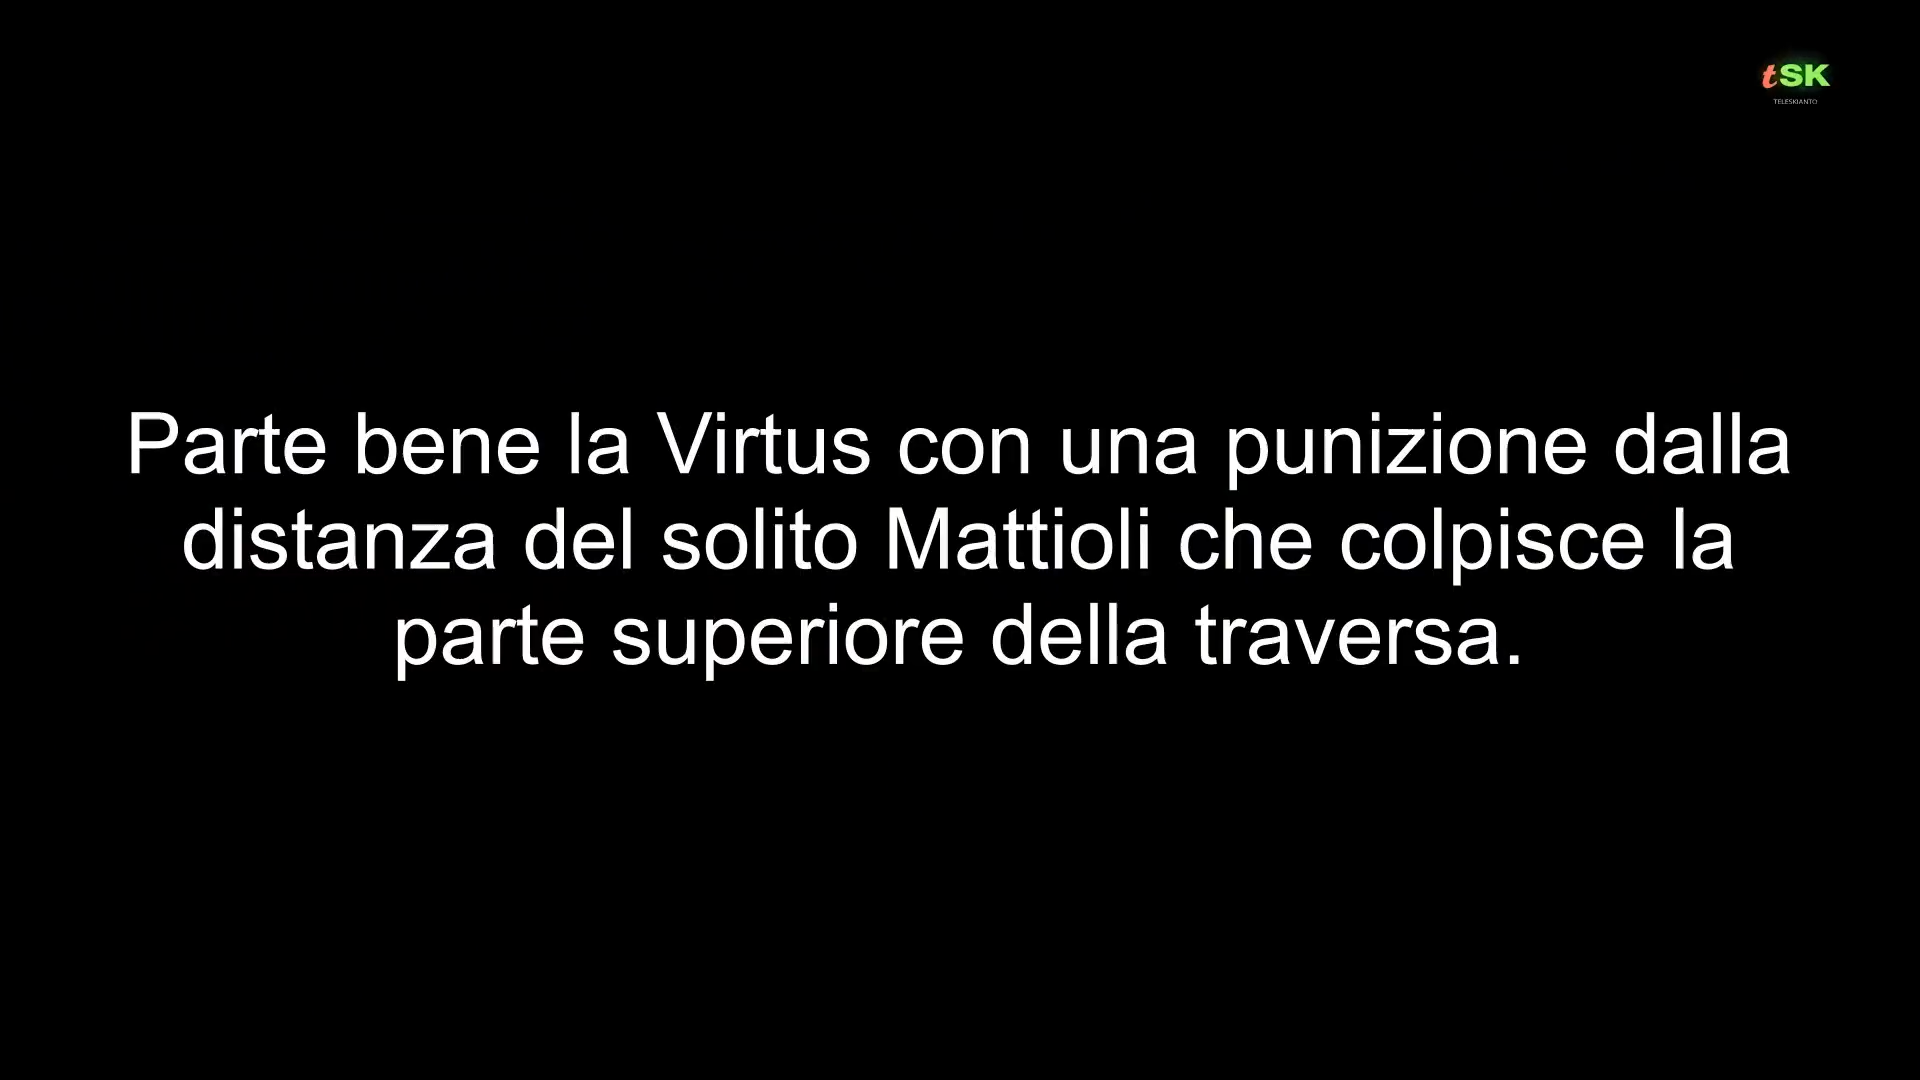 tSK
TELESKIANTO
Parte bene la Virtus con una punizione dalla
distanza del solito Mattioli che colpisce la
parte superiore della traversa.